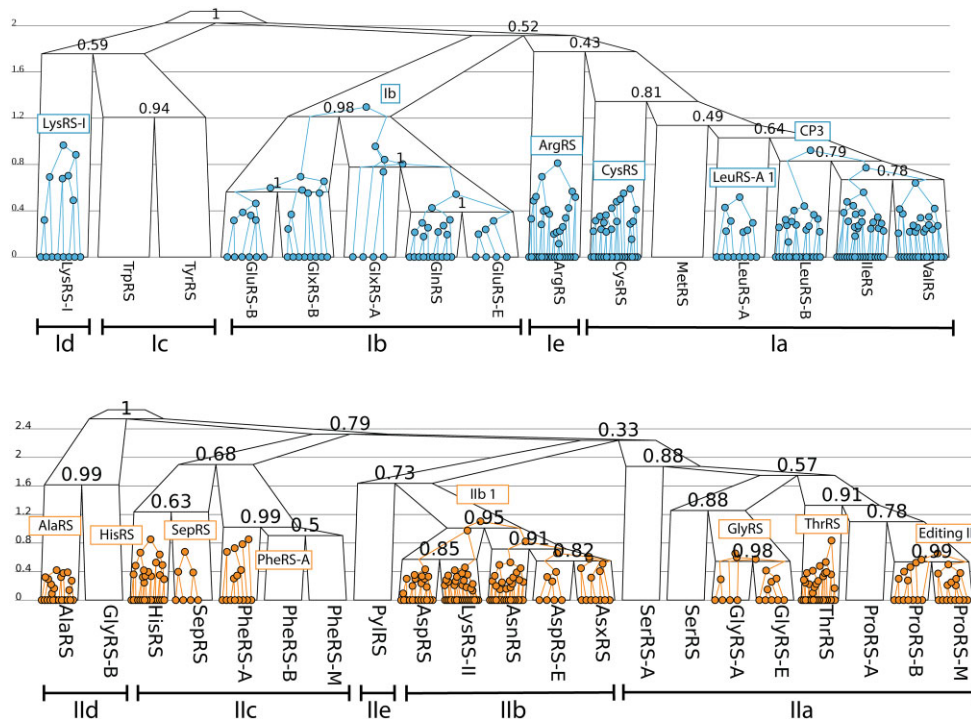 1
2
0.52
0.59
0.43
1.6
0.81
Ib
1.2
0.94
0.98
0.49
CP3
LysRS-I
0.64
ArgRS
0.79
0.8
1
CysRS
LeuRS-A 1
0.78
1
0.4
1
0
LysRS-I
TrpRS
TyrRS
GluRS-B
GlxRS-B
GlxRS-A
GlnRS
GluRS-E
ArgRS
CysRS
MetRS
LeuRS-A
LeuRS-B
IleRS
ValRS
Id
Ic
Ib
Ie
Ia
1
2.4
0.79
0.33
2
0.68
0.88
0.73
0.57
1.6
0.99
IIb 1
0.88
0.91
1.2
0.63
0.95
0.78
AlaRS
HisRS
SepRS
0.99
0.5
GlyRS
ThrRS
Editing II
0.8
0.91
PheRS-A
0.85
0.82
0.98
0.99
0.4
0
AlaRS
GlyRS-B
HisRS
SepRS
PheRS-A
PheRS-B
PheRS-M
PylRS
AspRS
LysRS-II
AsnRS
AspRS-E
AsxRS
SerRS-A
SerRS
GlyRS-A
GlyRS-E
ThrRS
ProRS-A
ProRS-B
ProRS-M
IId
IIc
IIe
IIb
IIa